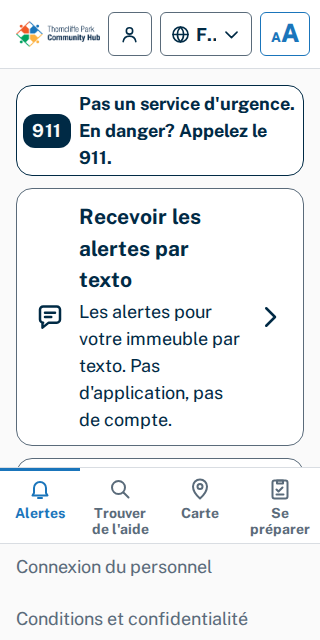 Thorncliffe Park
Community Hub
F..
AA
911
Pas un service d'urgence.
En danger? Appelez le
911.
Recevoir les
alertes par
texto
Les alertes pour
votre immeuble par
texto. Pas
d'application, pas
de compte.
Alertes
Trouver
de l'aide
Carte
Se
préparer
Connexion du personnel
Conditions et confidentialité